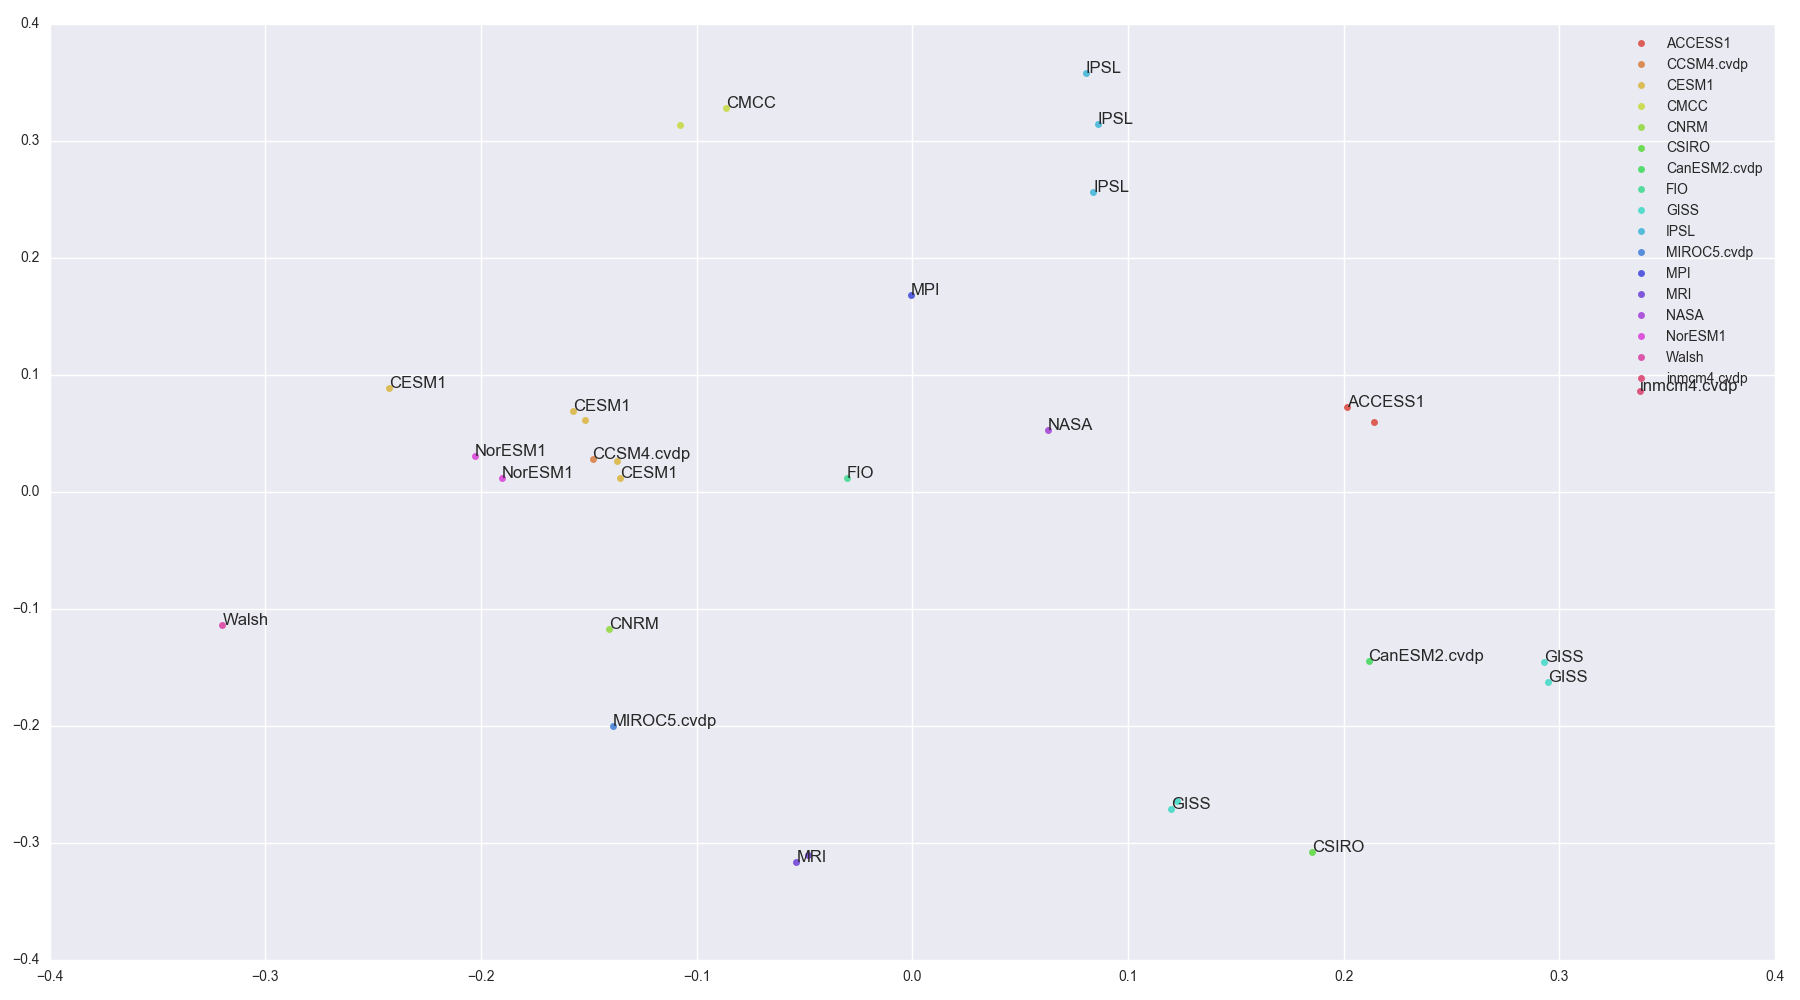 0.4
0.3
0.2
0.1
0.0
−0.1
−0.2
−0.3
−0.4
−0.4
−0.3
−0.2
−0.1
0.0
0.1
0.2
0.3
0.4
IPSL
CMCC
IPSL
IPSL
MPI
CESM1
CESM1
ACCESS1
inmcm4.cvdp
NASA
NorESM1
CCSM4.cvdp
NorESM1
CESM1
FIO
Walsh
CNRM
CanESM2.cvdp
GISS
GISS
MIROC5.cvdp
GISS
CSIRO
MRI
ACCESS1
CCSM4.cvdp
CESM1
CMCC
CNRM
CSIRO
CanESM2.cvdp
FIO
GISS
IPSL
MIROC5.cvdp
MPI
MRI
NASA
NorESM1
Walsh
inmcm4.cvdp